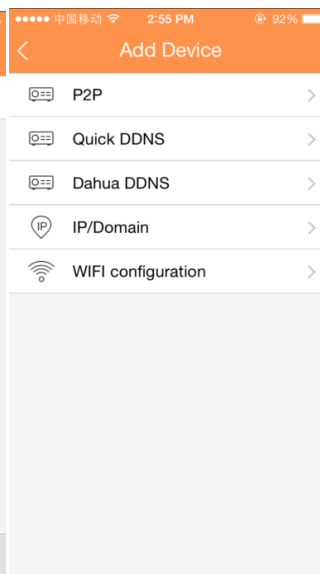 中国移动 2:55 PM 92%
Add Device
P2P
Quick DDNS
Dahua DDNS
IP IP/Domain
WIFI configuration